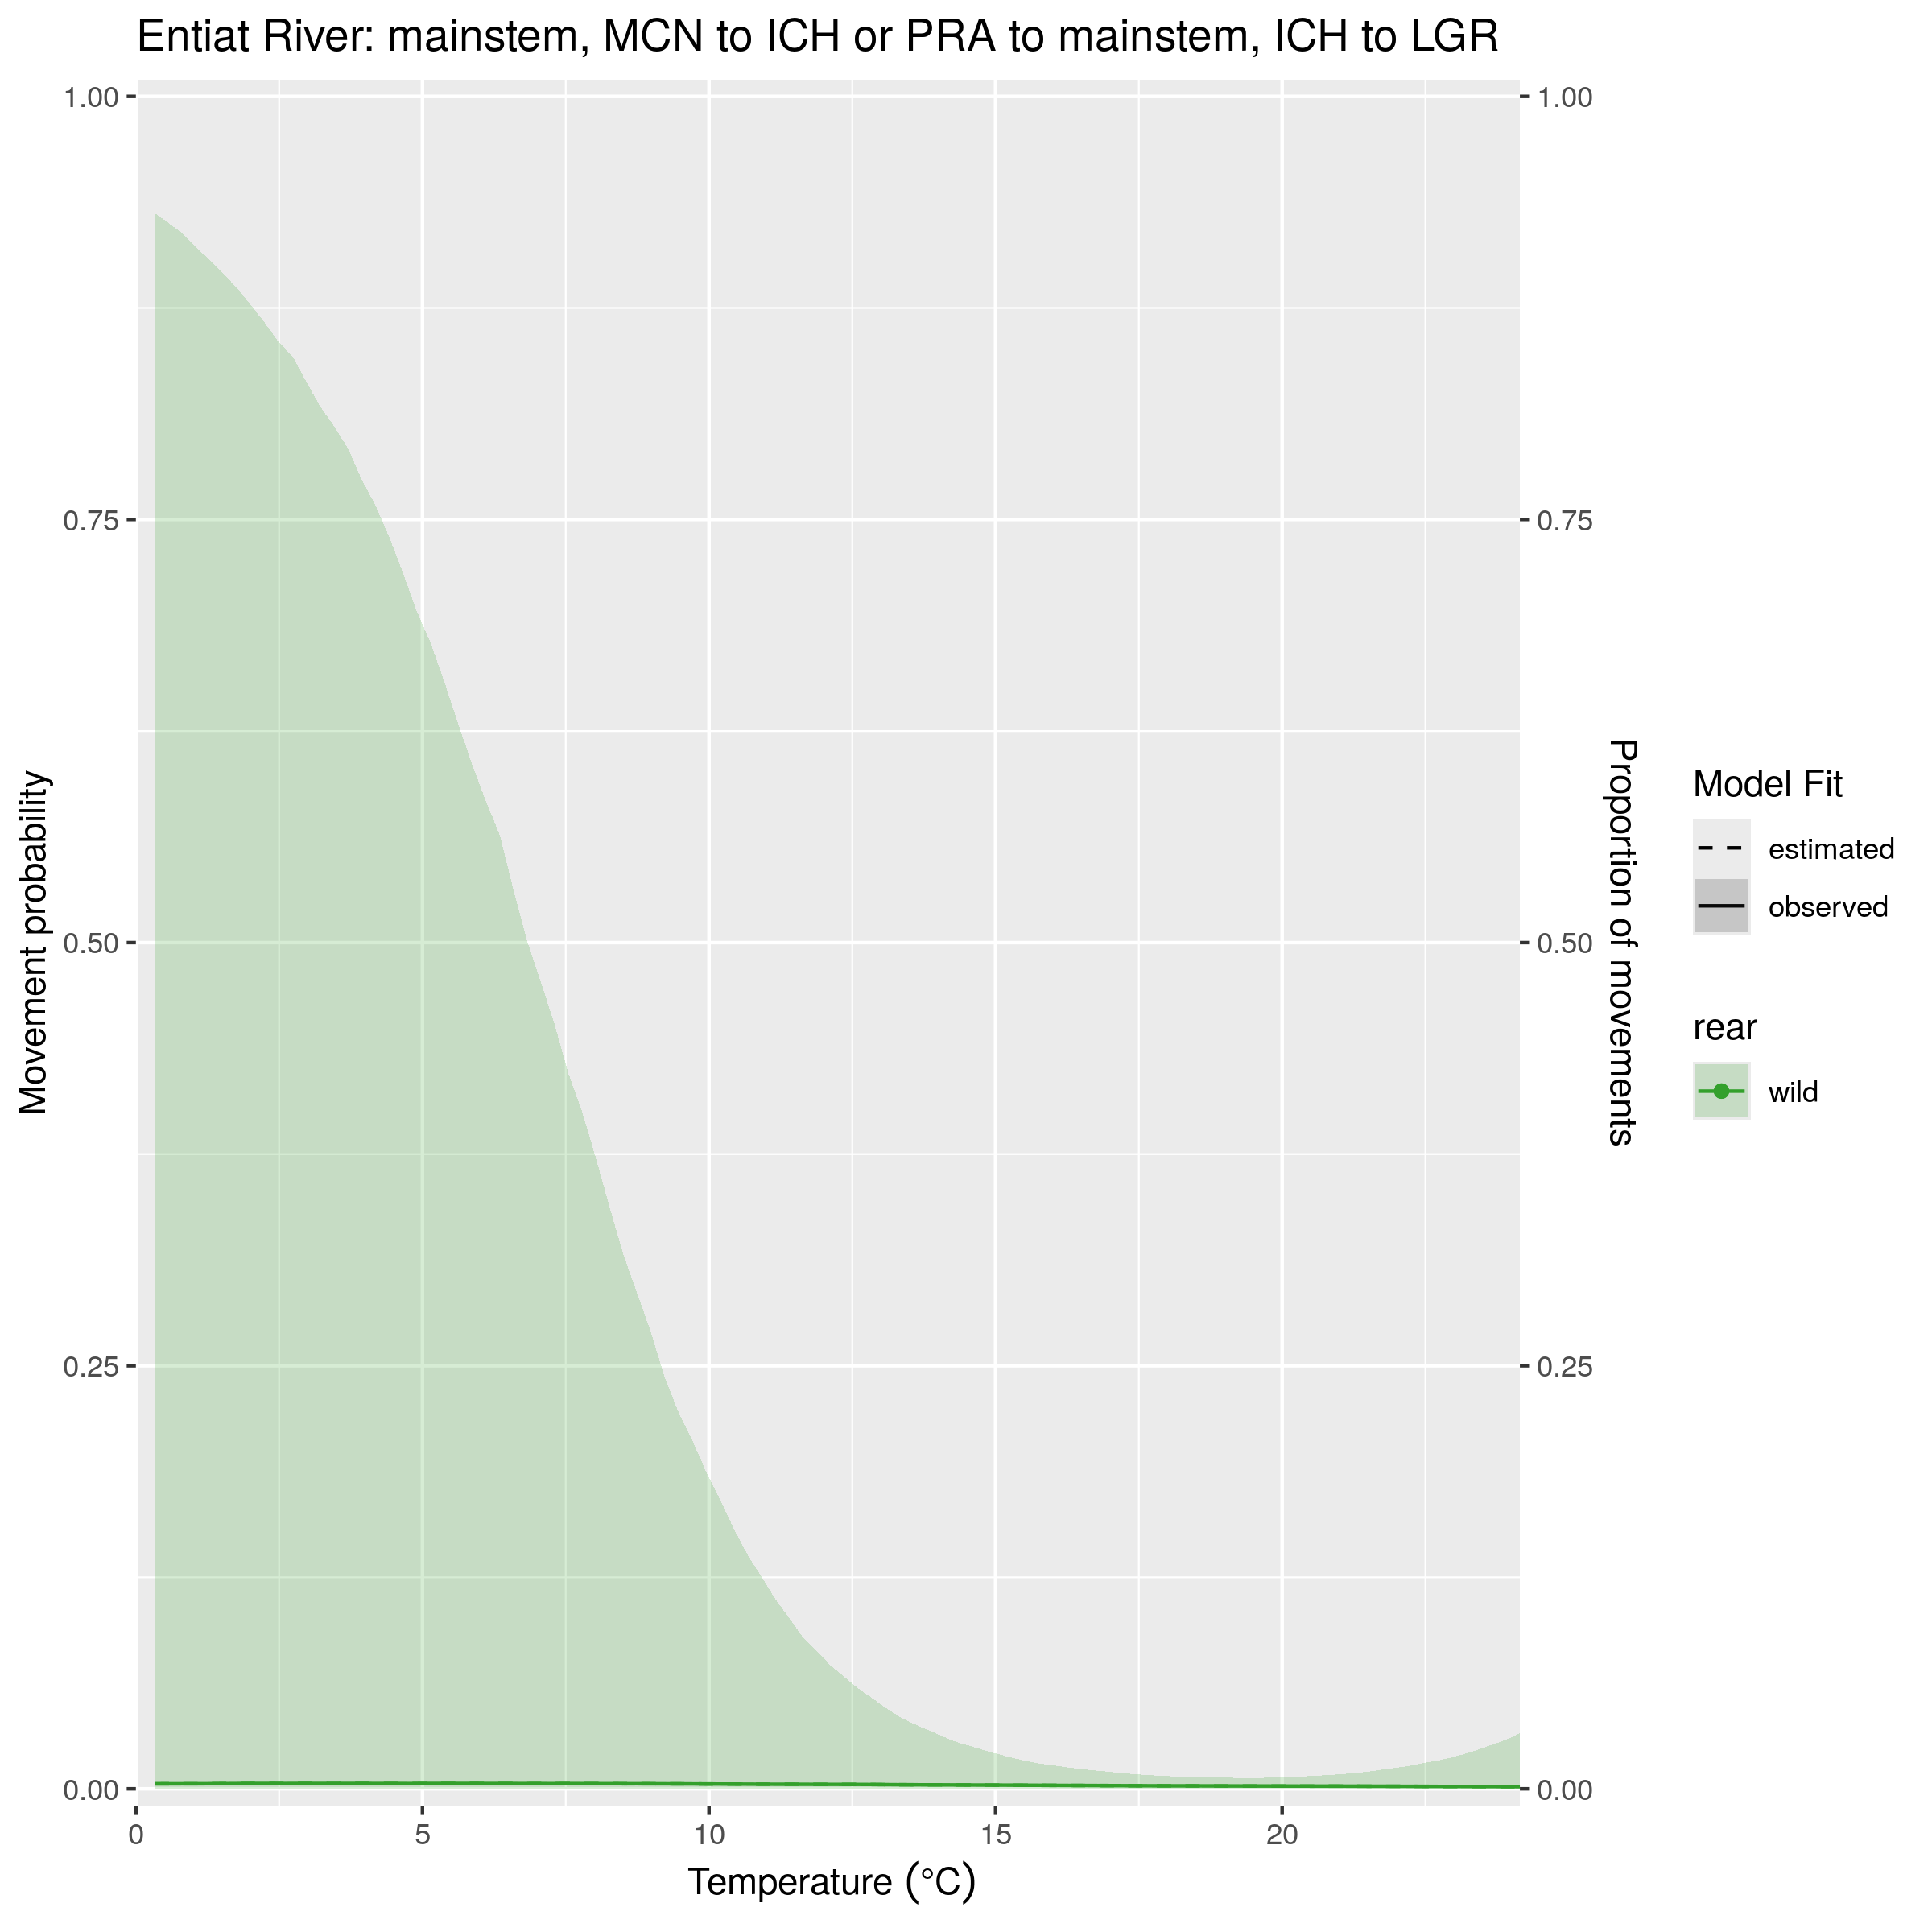 Entiat River: mainstem, MCN to ICH or PRA to mainstem, ICH to LGR
Movement probability
1.00
0.75
0.50
0.25
0.00
1.00
0.75
0.50
0.25
0.00
Proportion of movements
0
5
10
15
20
Temperature (°C)
Model Fit
estimated
observed
rear
wild